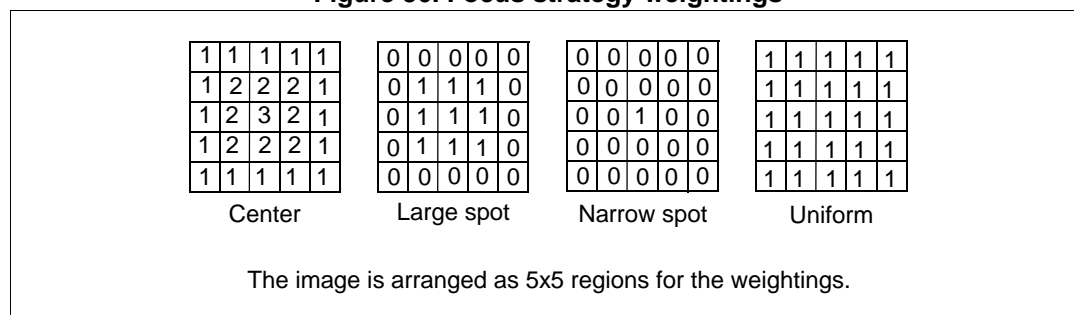 1 1 1 1 1 0 0 0 0 0 0 0 0 0 0 1 1 1 1 1
1 2 2 2 1 0 1 1 1 0 0 0 0 0 0 1 1 1 1 1
1 2 3 2 1 0 1 1 1 0 0 0 1 0 0 1 1 1 1 1
1 2 2 2 1 0 1 1 1 0 0 0 0 0 0 1 1 1 1 1
1 1 1 1 1 0 0 0 0 0 0 0 0 0 0 1 1 1 1 1
Center Large spot Narrow spot Uniform
The image is arranged as 5x5 regions for the weightings.